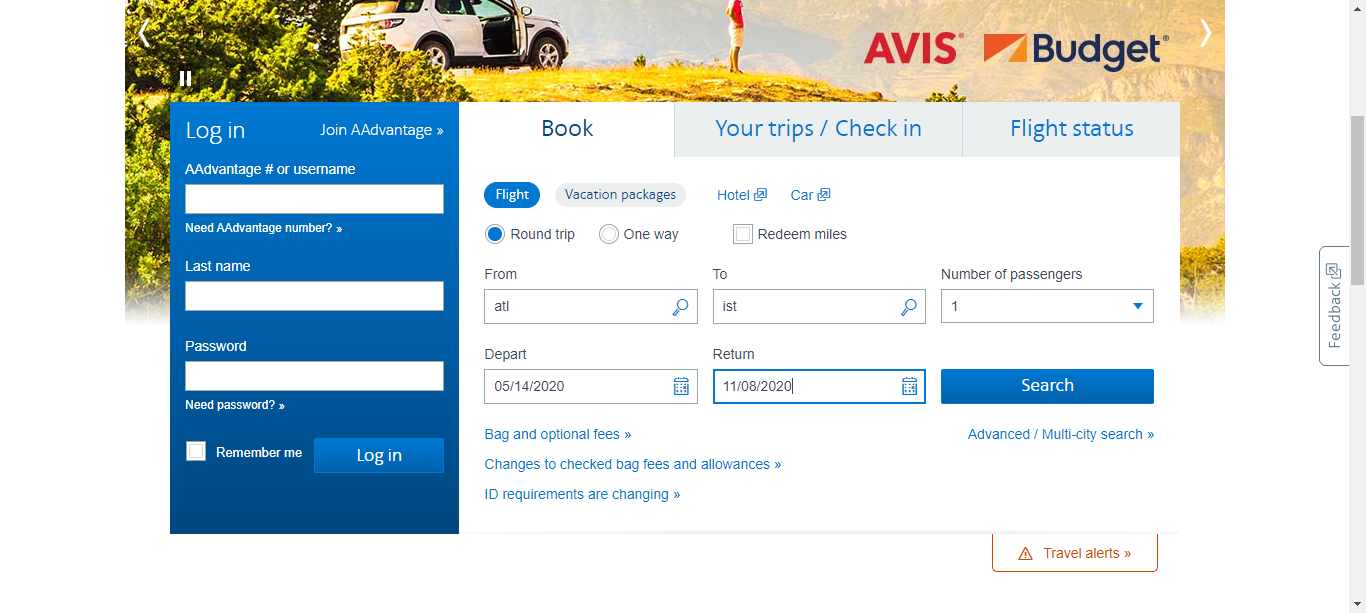 AVIS® Budget®
Log in
Join AAdvantage »
AAdvantage # or username
Need AAdvantage number? »
Last name
Password
Need password? »
Remember me
Log in
Book
Your trips / Check in
Flight status
Flight
Vacation packages
Hotel
Car
Round trip
One way
Redeem miles
From
To
Number of passengers
atl
ist
1
Depart
Return
05/14/2020
11/08/2020
Search
Bag and optional fees »
Advanced / Multi-city search »
Changes to checked bag fees and allowances »
ID requirements are changing »
Travel alerts »
Feedback